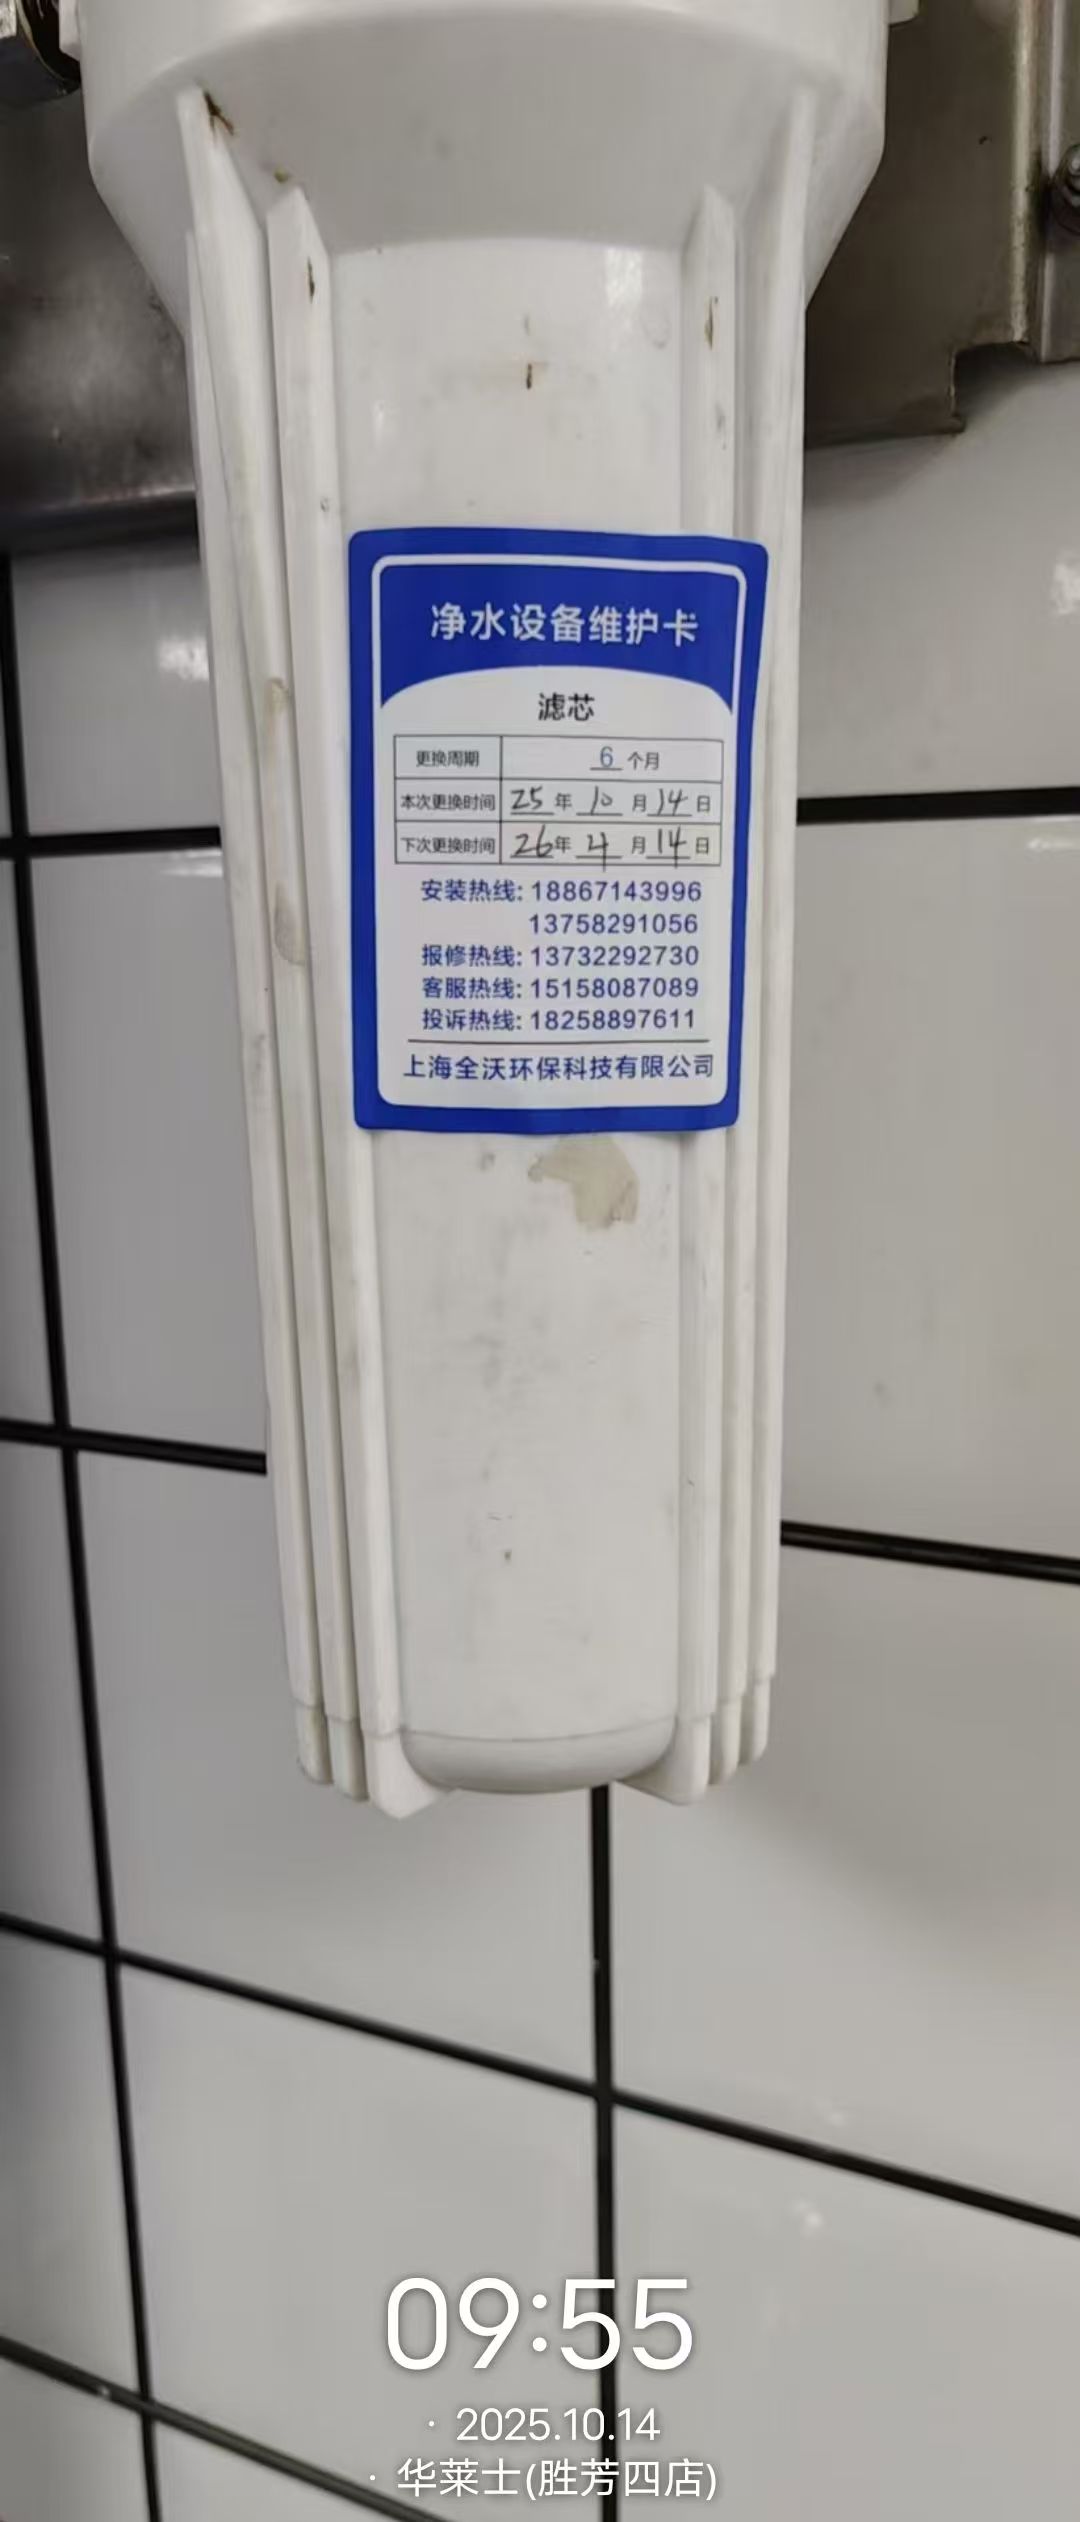 净水设备维护卡
滤芯
更换周期 6 个月
本次更换时间 25 年 10 月 14 日
下次更换时间 26 年 4 月 14 日
安装热线: 18867143996
13758291056
报修热线: 13732292730
客服热线: 15158087089
投诉热线: 18258897611
上海全沃环保科技有限公司
09:55
· 2025.10.14
· 华莱士(胜芳四店)